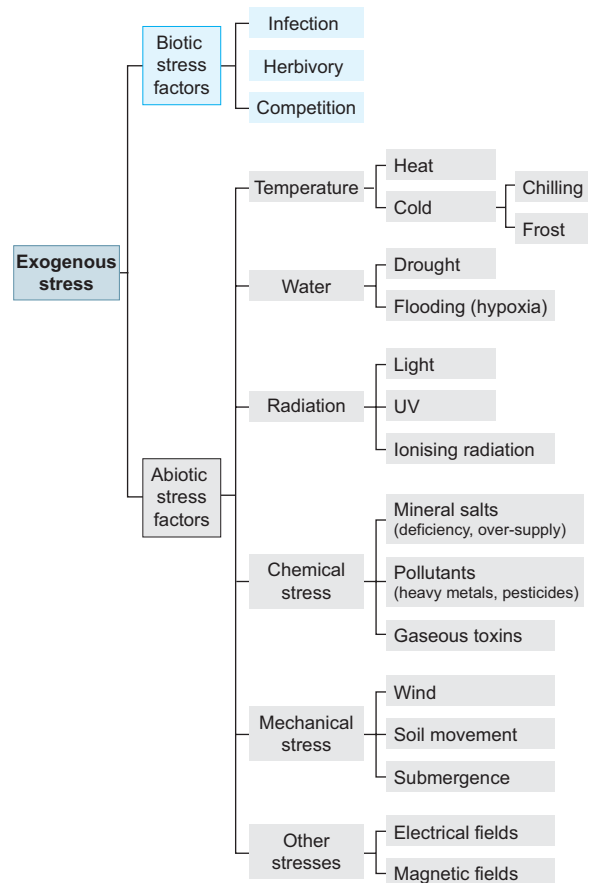 Infection
Biotic
stress
factors
Herbivory
Competition
Heat
Temperature
Cold
Chilling
Frost
Exogenous
stress
Drought
Water
Flooding (hypoxia)
Light
Radiation
UV
Ionising radiation
Abiotic
stress
factors
Mineral salts
(deficiency, over-supply)
Chemical
stress
Pollutants
(heavy metals, pesticides)
Gaseous toxins
Wind
Mechanical
stress
Soil movement
Submergence
Other
stresses
Electrical fields
Magnetic fields